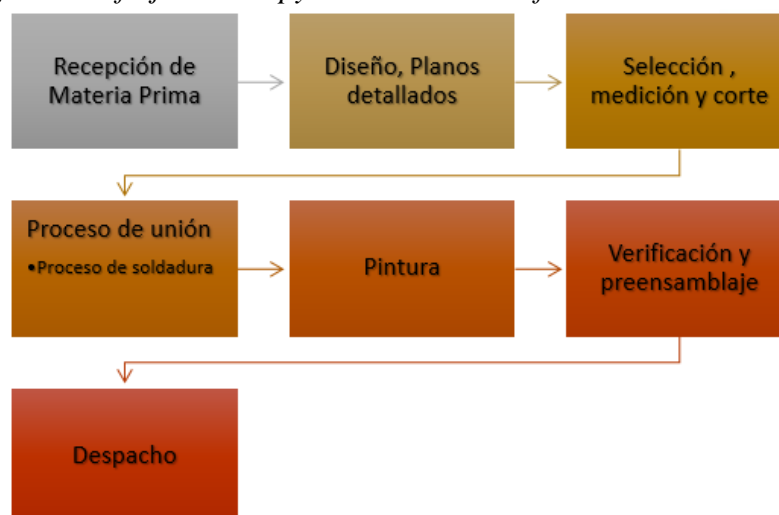 Recepción de
Materia Prima
Diseño, Planos
detallados
Selección ,
medición y corte
Proceso de unión
•Proceso de soldadura
Pintura
Verificación y
preensamblaje
Despacho